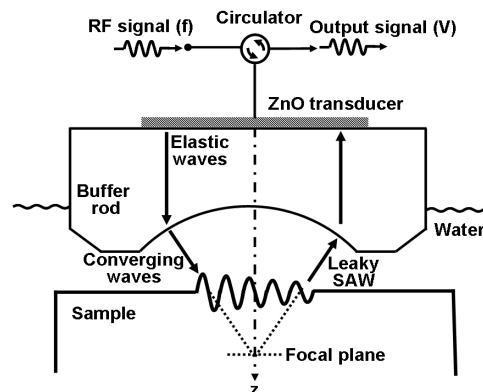 Circulator
RF signal (f)
Output signal (V)
ZnO transducer
Elastic
waves
Buffer
rod
Water
Converging
waves
Leaky
SAW
Sample
Focal plane
z